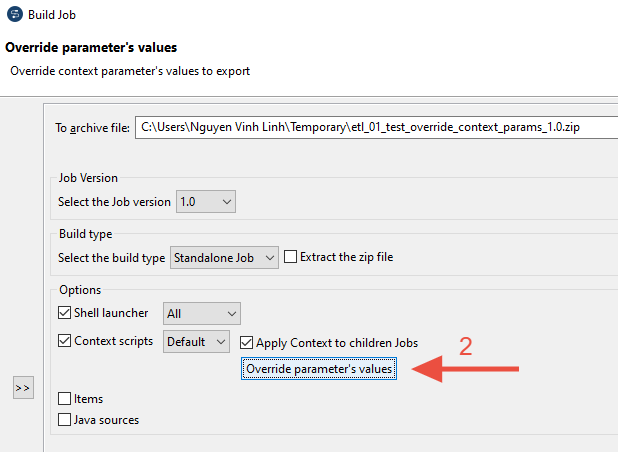 Build Job
Override parameter's values
Override context parameter's values to export
To archive file: C:\Users\Nguyen Vinh Linh\Temporary\etl_01_test_override_context_params_1.0.zip
Job Version
Select the Job version 1.0
Build type
Select the build type Standalone Job Extract the zip file
Options
Shell launcher All
Context scripts Default Apply Context to children Jobs
2
Override parameter's values
>>
Items
Java sources